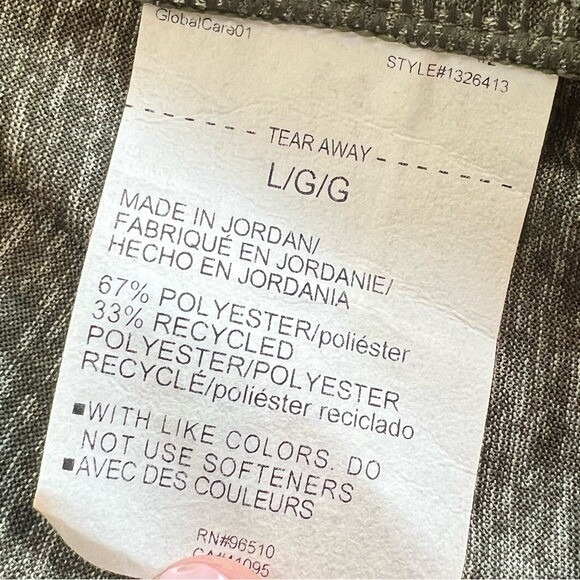 GlobalCare01
STYLE#1326413
TEAR AWAY
L/G/G
MADE IN JORDAN/
FABRIQUÉ EN JORDANIE/
HECHO EN JORDANIA
67% POLYESTER/poliéster
33% RECYCLED
POLYESTER/POLYESTER
RECYCLÉ/poliéster reciclado
WITH LIKE COLORS. DO
NOT USE SOFTENERS
AVEC DES COULEURS
RN#96510